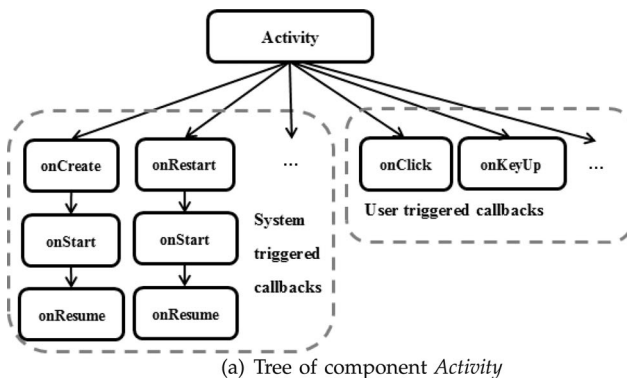 Activity
onCreate
onRestart
...
onClick
onKeyUp
...
User triggered callbacks
onStart
onStart
System
triggered
callbacks
onResume
onResume
(a) Tree of component Activity